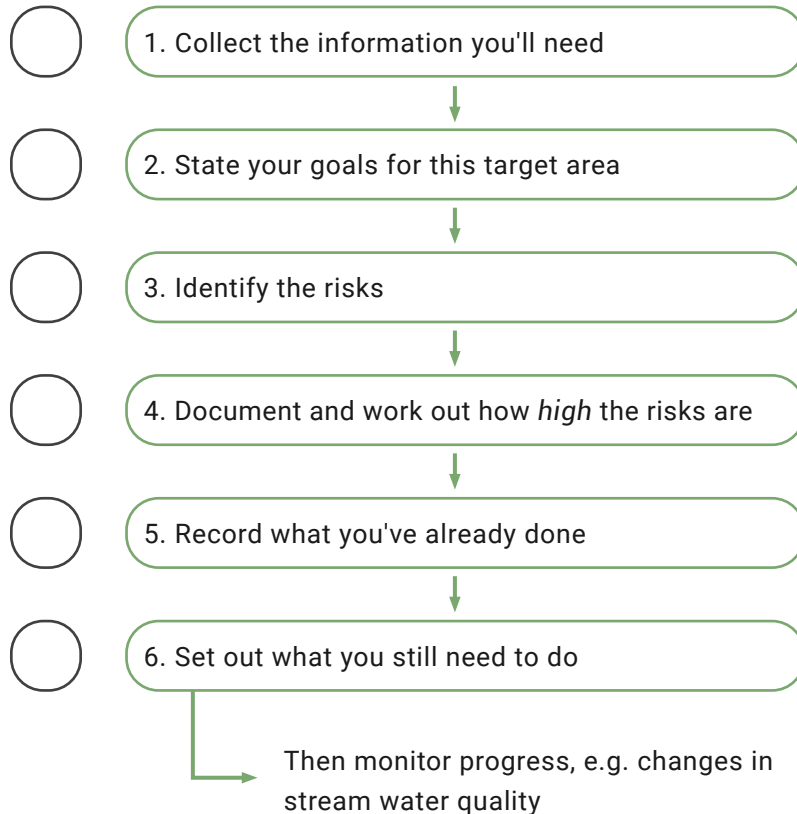 1. Collect the information you'll need
2. State your goals for this target area
3. Identify the risks
4. Document and work out how high the risks are
5. Record what you've already done
6. Set out what you still need to do
Then monitor progress, e.g. changes in
stream water quality